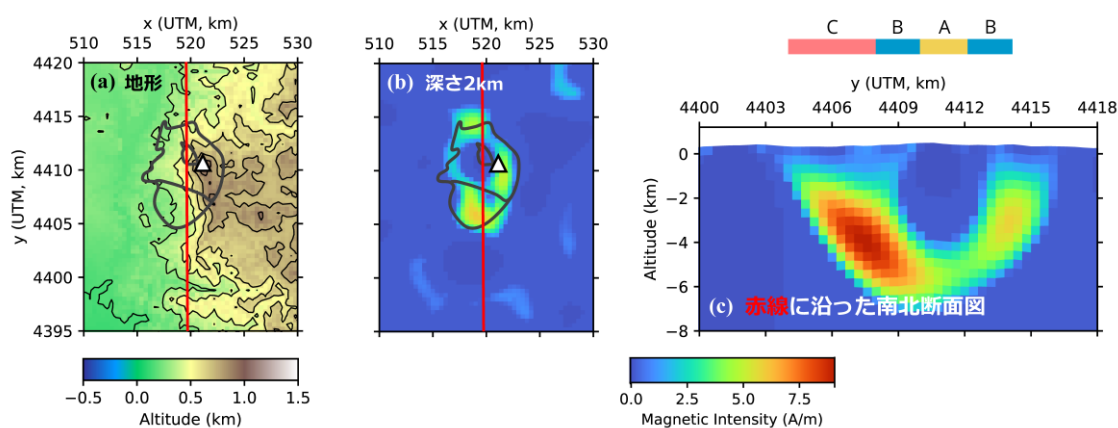 x (UTM, km)
510 515 520 525 530
4420
4415
4410
4405
4400
4395
y (UTM, km)
(a) 地形
−0.5 0.0 0.5 1.0 1.5
Altitude (km)
x (UTM, km)
510 515 520 525 530
(b) 深さ2km
C B A B
y (UTM, km)
4400 4403 4406 4409 4412 4415 4418
0
−2
−4
−6
−8
Altitude (km)
(c) 赤線に沿った南北断面図
0.0 2.5 5.0 7.5
Magnetic Intensity (A/m)